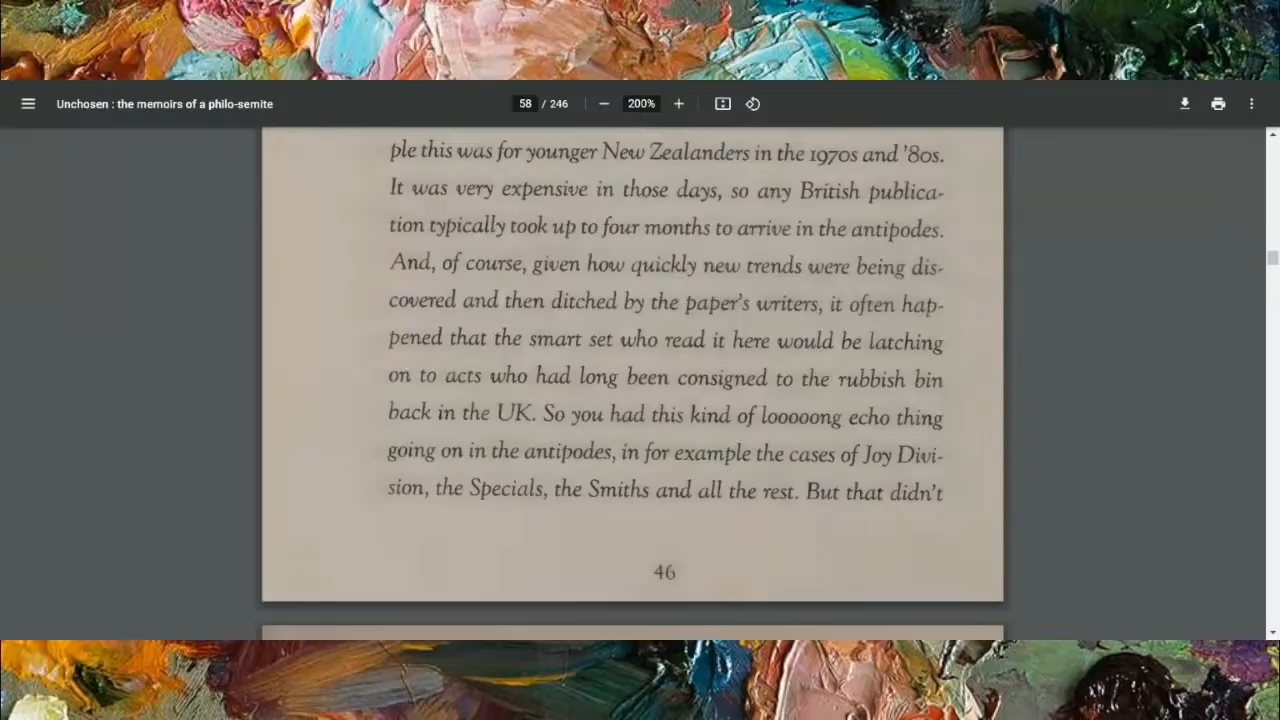 Unchosen : the memoirs of a philo-semite
58 / 246
200%
ple this was for younger New Zealanders in the 1970s and '80s.
It was very expensive in those days, so any British publica-
tion typically took up to four months to arrive in the antipodes.
And, of course, given how quickly new trends were being dis-
covered and then ditched by the paper's writers, it often hap-
pened that the smart set who read it here would be latching
on to acts who had long been consigned to the rubbish bin
back in the UK. So you had this kind of looooong echo thing
going on in the antipodes, in for example the cases of Joy Divi-
sion, the Specials, the Smiths and all the rest. But that didn't
46